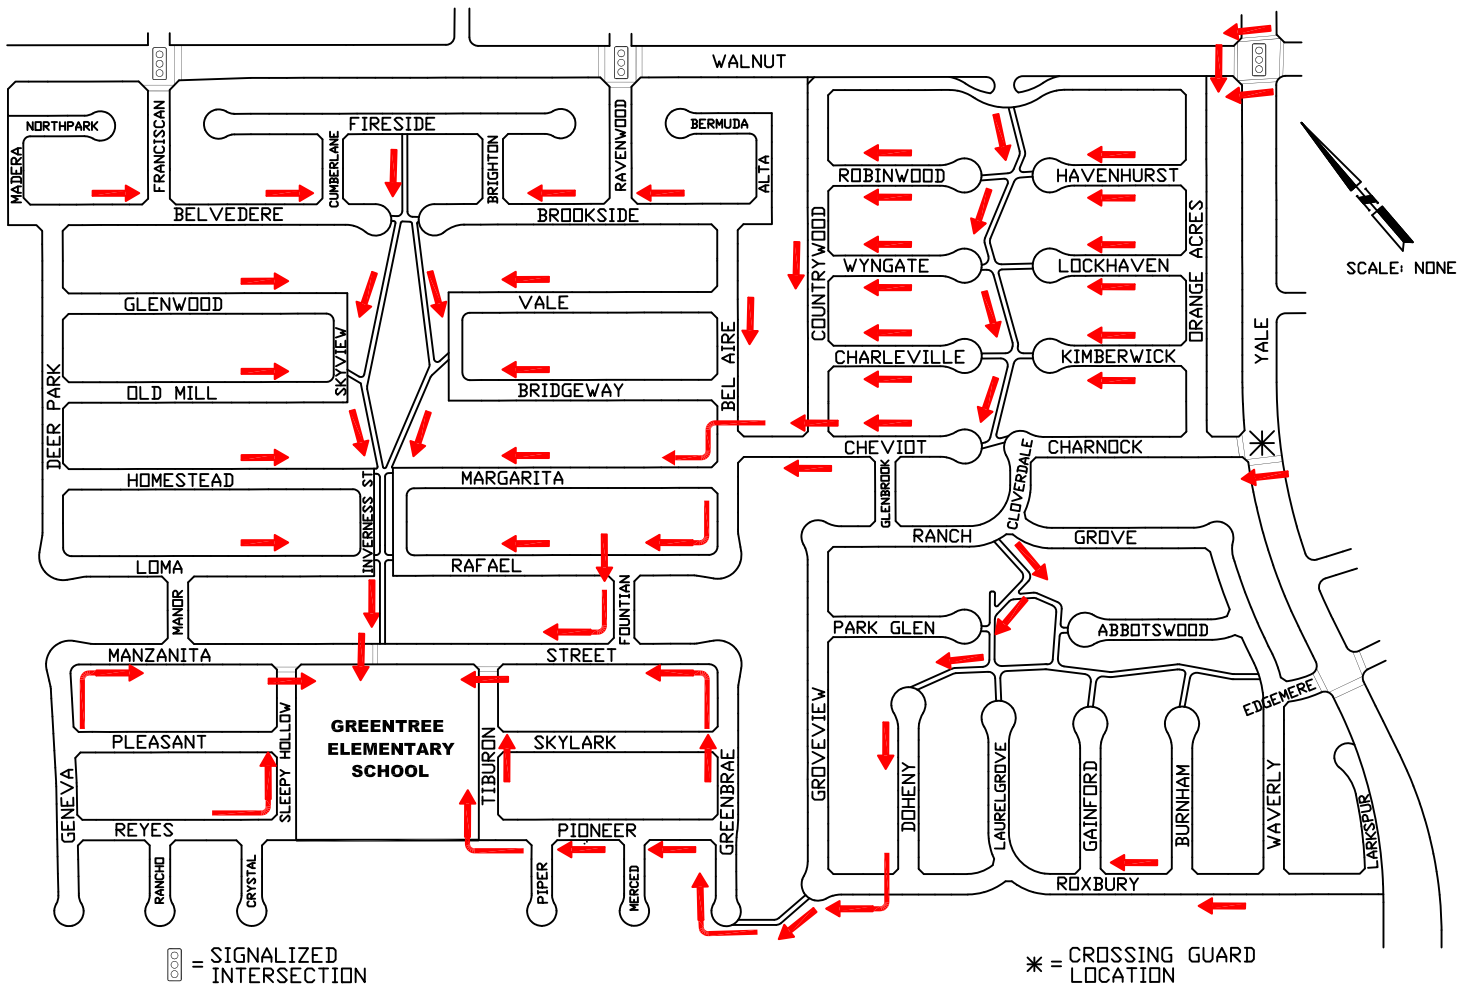 WALNUT
FRANCISCAN
NORTHPARK
FIRESIDE
RAVENWOOD
BERMUDA
MADERA
CUMBERLANE
BRIGHTON
ALTA
ROBINWOOD
HAVENHURST
BELVEDERE
BROOKSIDE
COUNTRYWOOD
ORANGE ACRES
WYNGATE
LOCKHAVEN
SCALE: NONE
GLENWOOD
VALE
SKYVIEW
BEL AIRE
YALE
CHARLEVILLE
KIMBERWICK
DEER PARK
OLD MILL
BRIDGEWAY
CHEVIOT
CHARNOCK
HOMESTEAD
INVERNESS ST
MARGARITA
GLENBROOK
CLOVERDALE
RANCH
GROVE
LOMA
RAFAEL
MANOR
FOUNTIAN
PARK GLEN
ABBOTSWOOD
MANZANITA
STREET
EDGEMERE
GREENTREE
ELEMENTARY
SCHOOL
PLEASANT
SLEEPY HOLLOW
TIBURON
SKYLARK
GROVEVIEW
GENEVA
GREENBRAE
DOHENY
LAURELGROVE
GAINFORD
BURNHAM
WAVERLY
LARKSPUR
REYES
PIONEER
RANCHO
CRYSTAL
PIPER
MERCED
ROXBURY
= SIGNALIZED
INTERSECTION
= CROSSING GUARD
LOCATION